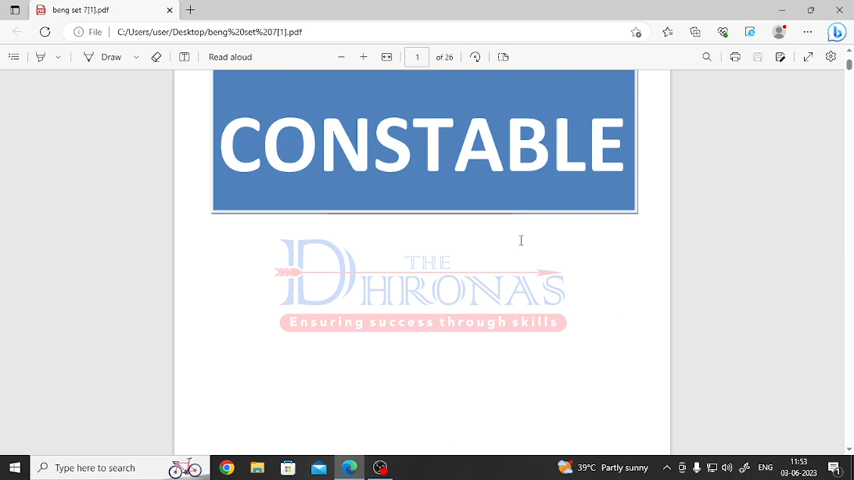 beng set 7[1].pdf
File
C:/Users/user/Desktop/beng%20set%207[1].pdf
Draw
Read aloud
1
of 26
CONSTABLE
THE
DHRONAS
Ensuring success through skills
Type here to search
39°C Partly sunny
ENG
11:53
03-06-2023
1